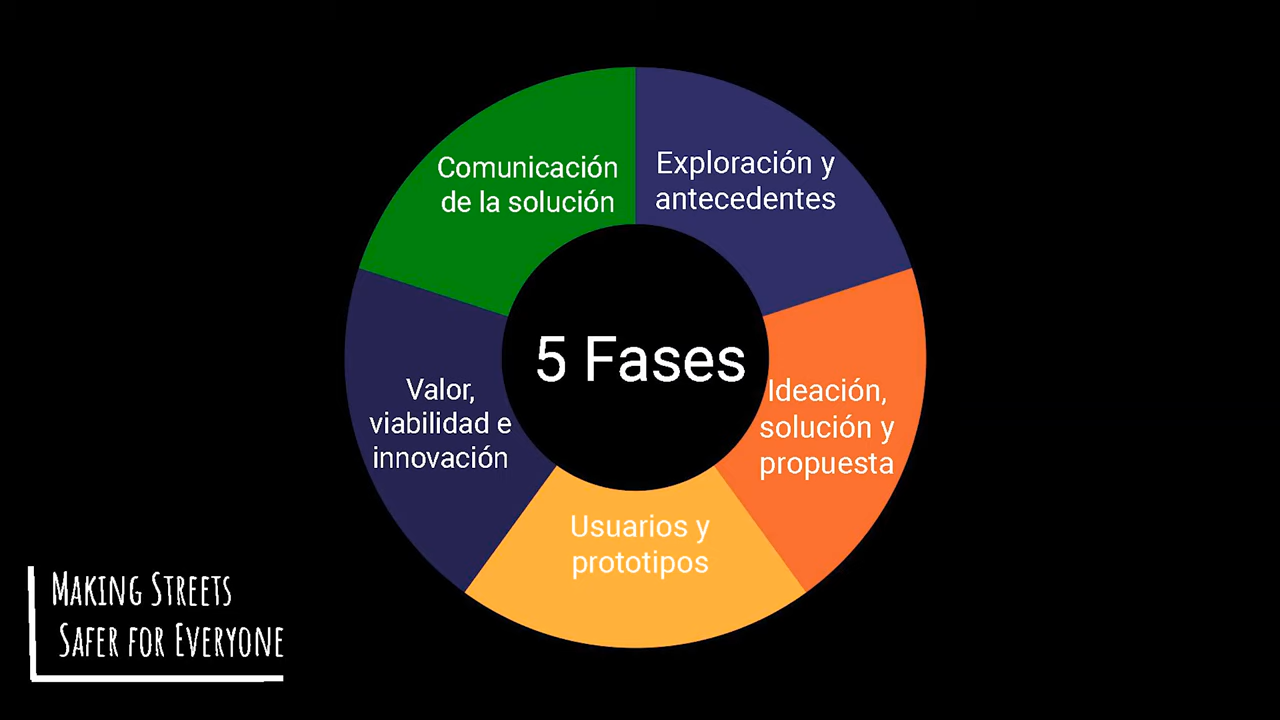 Comunicación
de la solución
Exploración y
antecedentes
5 Fases
Valor,
viabilidad e
innovación
Ideación,
solución y
propuesta
Usuarios y
prototipos
Making Streets
Safer for Everyone